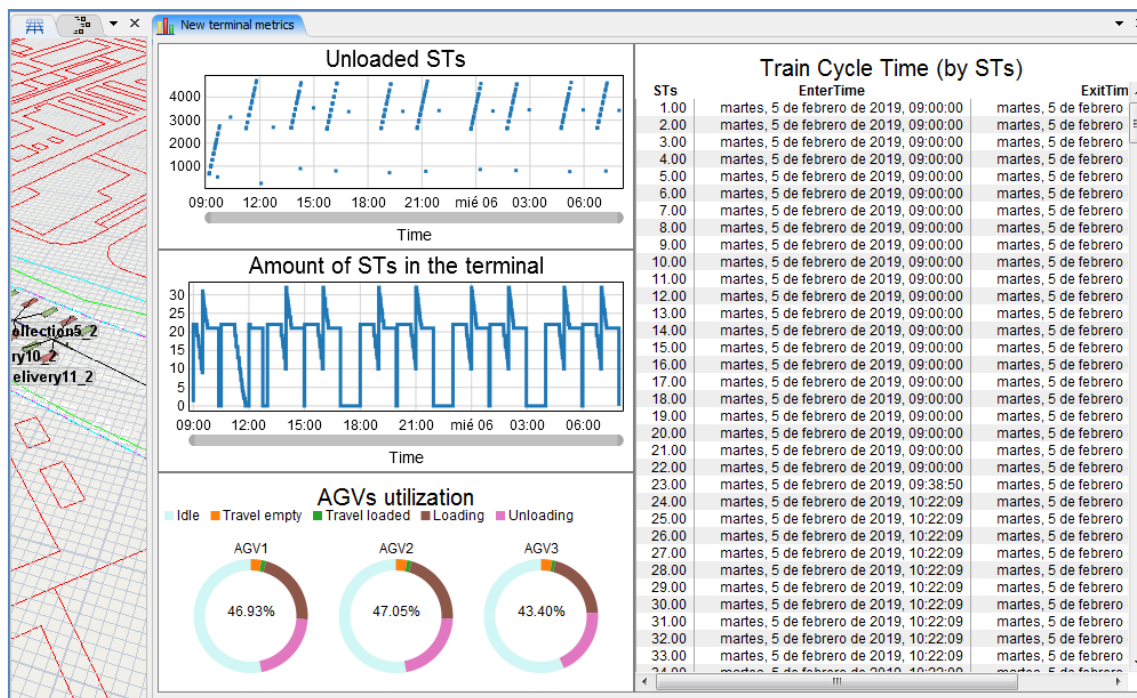 New terminal metrics
ollection5_2
ry10_2
elivery11_2
Unloaded STs
4000
3000
2000
1000
09:00 12:00 15:00 18:00 21:00 mié 06 03:00 06:00
Time
Amount of STs in the terminal
30
25
20
15
10
5
0
09:00 12:00 15:00 18:00 21:00 mié 06 03:00 06:00
Time
AGVs utilization
Idle Travel empty Travel loaded Loading Unloading
AGV1 AGV2 AGV3
46.93% 47.05% 43.40%
Train Cycle Time (by STs)
STs EnterTime ExitTim
1.00 martes, 5 de febrero de 2019, 09:00:00 martes, 5 de febrero
2.00 martes, 5 de febrero de 2019, 09:00:00 martes, 5 de febrero
3.00 martes, 5 de febrero de 2019, 09:00:00 martes, 5 de febrero
4.00 martes, 5 de febrero de 2019, 09:00:00 martes, 5 de febrero
5.00 martes, 5 de febrero de 2019, 09:00:00 martes, 5 de febrero
6.00 martes, 5 de febrero de 2019, 09:00:00 martes, 5 de febrero
7.00 martes, 5 de febrero de 2019, 09:00:00 martes, 5 de febrero
8.00 martes, 5 de febrero de 2019, 09:00:00 martes, 5 de febrero
9.00 martes, 5 de febrero de 2019, 09:00:00 martes, 5 de febrero
10.00 martes, 5 de febrero de 2019, 09:00:00 martes, 5 de febrero
11.00 martes, 5 de febrero de 2019, 09:00:00 martes, 5 de febrero
12.00 martes, 5 de febrero de 2019, 09:00:00 martes, 5 de febrero
13.00 martes, 5 de febrero de 2019, 09:00:00 martes, 5 de febrero
14.00 martes, 5 de febrero de 2019, 09:00:00 martes, 5 de febrero
15.00 martes, 5 de febrero de 2019, 09:00:00 martes, 5 de febrero
16.00 martes, 5 de febrero de 2019, 09:00:00 martes, 5 de febrero
17.00 martes, 5 de febrero de 2019, 09:00:00 martes, 5 de febrero
18.00 martes, 5 de febrero de 2019, 09:00:00 martes, 5 de febrero
19.00 martes, 5 de febrero de 2019, 09:00:00 martes, 5 de febrero
20.00 martes, 5 de febrero de 2019, 09:00:00 martes, 5 de febrero
21.00 martes, 5 de febrero de 2019, 09:00:00 martes, 5 de febrero
22.00 martes, 5 de febrero de 2019, 09:00:00 martes, 5 de febrero
23.00 martes, 5 de febrero de 2019, 09:38:50 martes, 5 de febrero
24.00 martes, 5 de febrero de 2019, 10:22:09 martes, 5 de febrero
25.00 martes, 5 de febrero de 2019, 10:22:09 martes, 5 de febrero
26.00 martes, 5 de febrero de 2019, 10:22:09 martes, 5 de febrero
27.00 martes, 5 de febrero de 2019, 10:22:09 martes, 5 de febrero
28.00 martes, 5 de febrero de 2019, 10:22:09 martes, 5 de febrero
29.00 martes, 5 de febrero de 2019, 10:22:09 martes, 5 de febrero
30.00 martes, 5 de febrero de 2019, 10:22:09 martes, 5 de febrero
31.00 martes, 5 de febrero de 2019, 10:22:09 martes, 5 de febrero
32.00 martes, 5 de febrero de 2019, 10:22:09 martes, 5 de febrero
33.00 martes, 5 de febrero de 2019, 10:22:09 martes, 5 de febrero